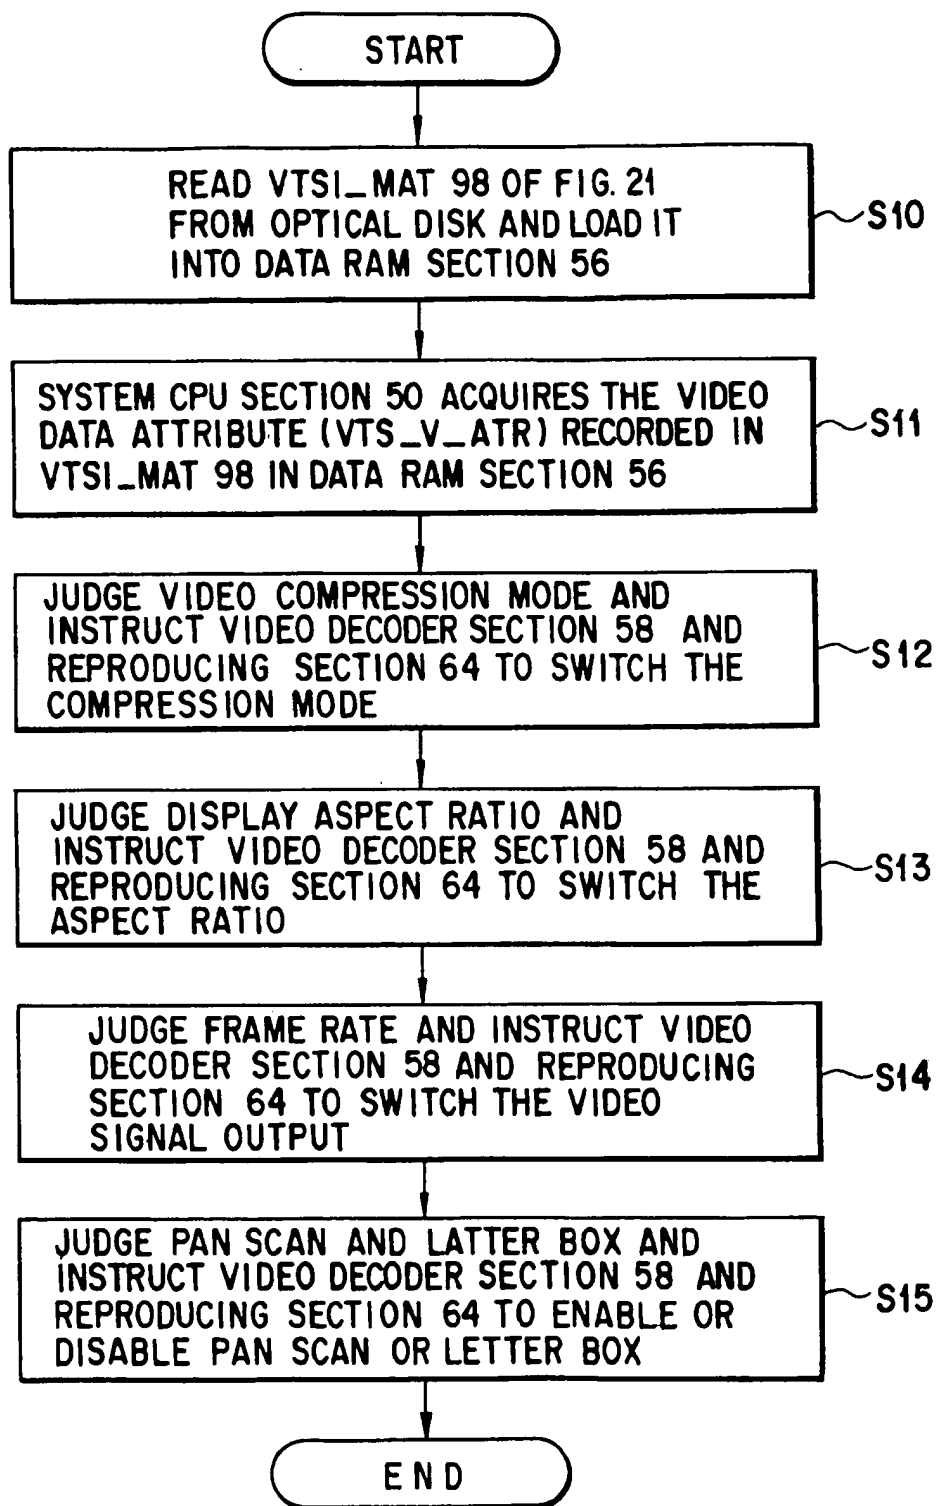 START
READ VTSI_MAT 98 OF FIG. 21
FROM OPTICAL DISK AND LOAD IT
INTO DATA RAM SECTION 56
S10
SYSTEM CPU SECTION 50 ACQUIRES THE VIDEO
DATA ATTRIBUTE (VTS_V_ATR) RECORDED IN
VTSI_MAT 98 IN DATA RAM SECTION 56
S11
JUDGE VIDEO COMPRESSION MODE AND
INSTRUCT VIDEO DECODER SECTION 58 AND
REPRODUCING SECTION 64 TO SWITCH THE
COMPRESSION MODE
S12
JUDGE DISPLAY ASPECT RATIO AND
INSTRUCT VIDEO DECODER SECTION 58 AND
REPRODUCING SECTION 64 TO SWITCH THE
ASPECT RATIO
S13
JUDGE FRAME RATE AND INSTRUCT VIDEO
DECODER SECTION 58 AND REPRODUCING
SECTION 64 TO SWITCH THE VIDEO
SIGNAL OUTPUT
S14
JUDGE PAN SCAN AND LATTER BOX AND
INSTRUCT VIDEO DECODER SECTION 58 AND
REPRODUCING SECTION 64 TO ENABLE OR
DISABLE PAN SCAN OR LETTER BOX
S15
END